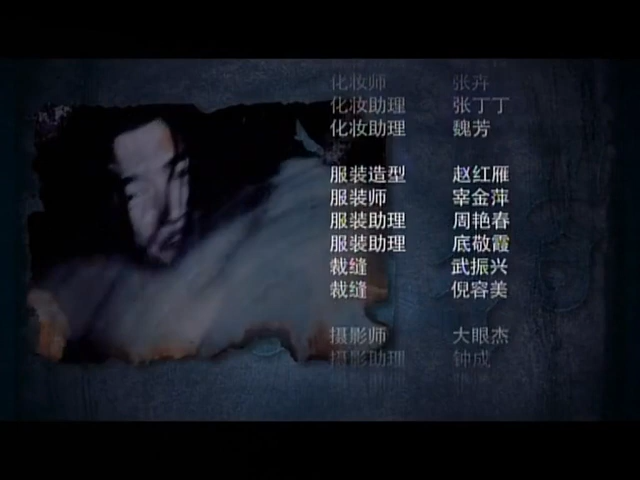 化妆师 张卉
化妆助理 张丁丁
化妆助理 魏芳
服装造型 赵红雁
服装师 宰金萍
服装助理 周艳春
服装助理 底敬霞
裁缝 武振兴
裁缝 倪容美
摄影师 大眼杰
摄影助理 钟成